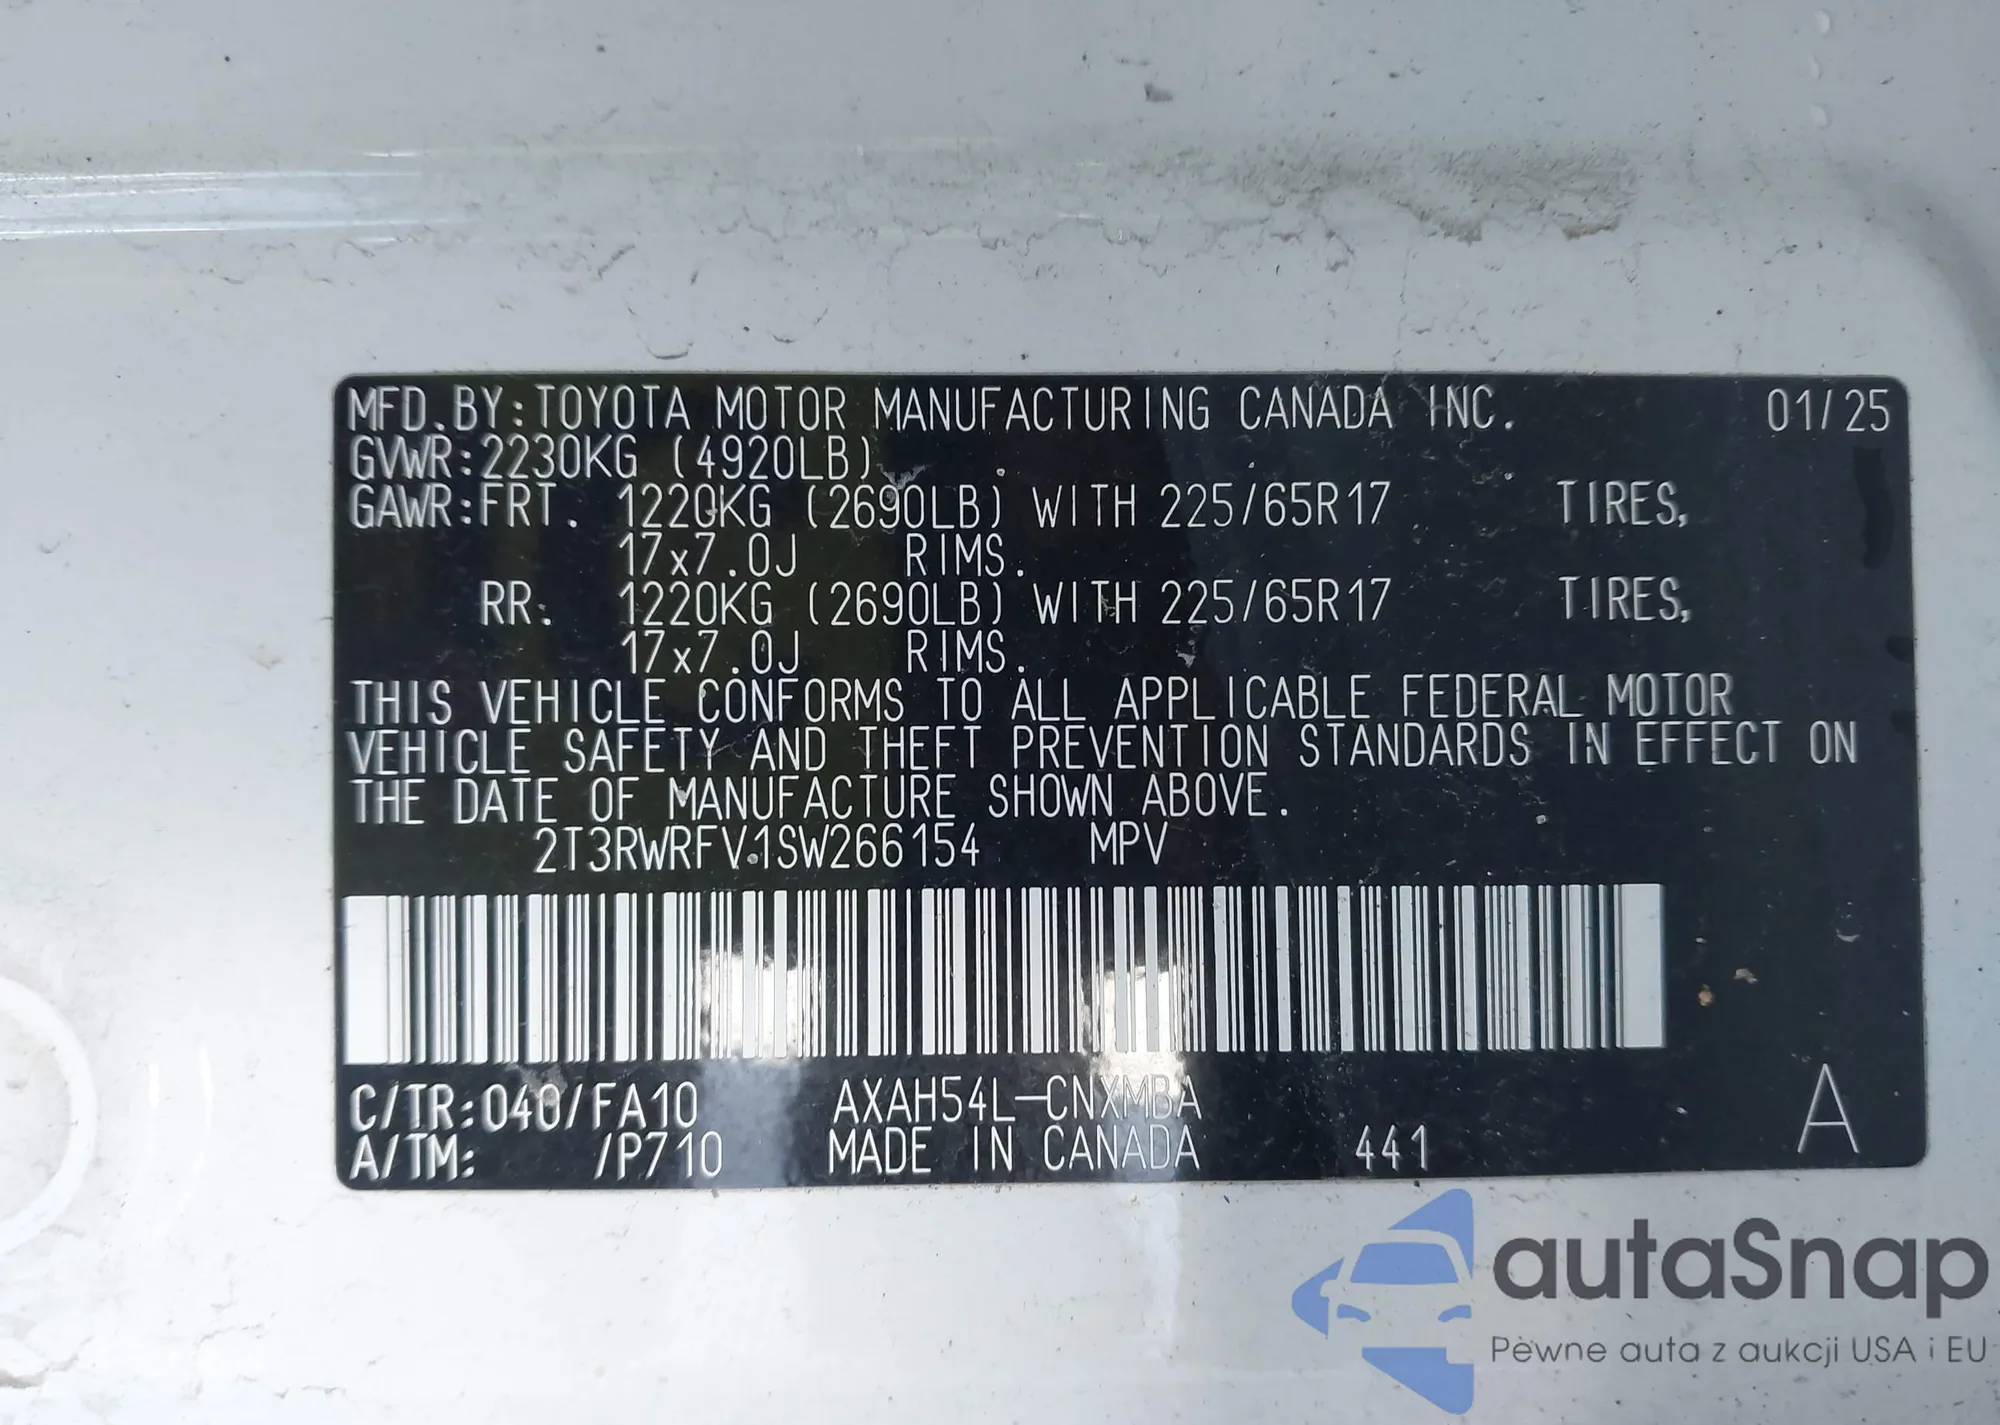 MFD.BY:TOYOTA MOTOR MANUFACTURING CANADA INC. 01/25
GVWR:2230KG (4920LB)
GAWR:FRT. 1220KG (2690LB) WITH 225/65R17 TIRES,
17x7.0J RIMS.
RR: 1220KG (2690LB) WITH 225/65R17 TIRES,
17x7.0J RIMS.
THIS VEHICLE CONFORMS TO ALL APPLICABLE FEDERAL MOTOR
VEHICLE SAFETY AND THEFT PREVENTION STANDARDS IN EFFECT ON
THE DATE OF MANUFACTURE SHOWN ABOVE.
2T3RWRFV1SW266154 MPV
C/TR:040/FA10 AXAH54L-CNXMBA A
A/TM: /P710 MADE IN CANADA 441
autaSnap
Pewne auta z aukcji USA i EU